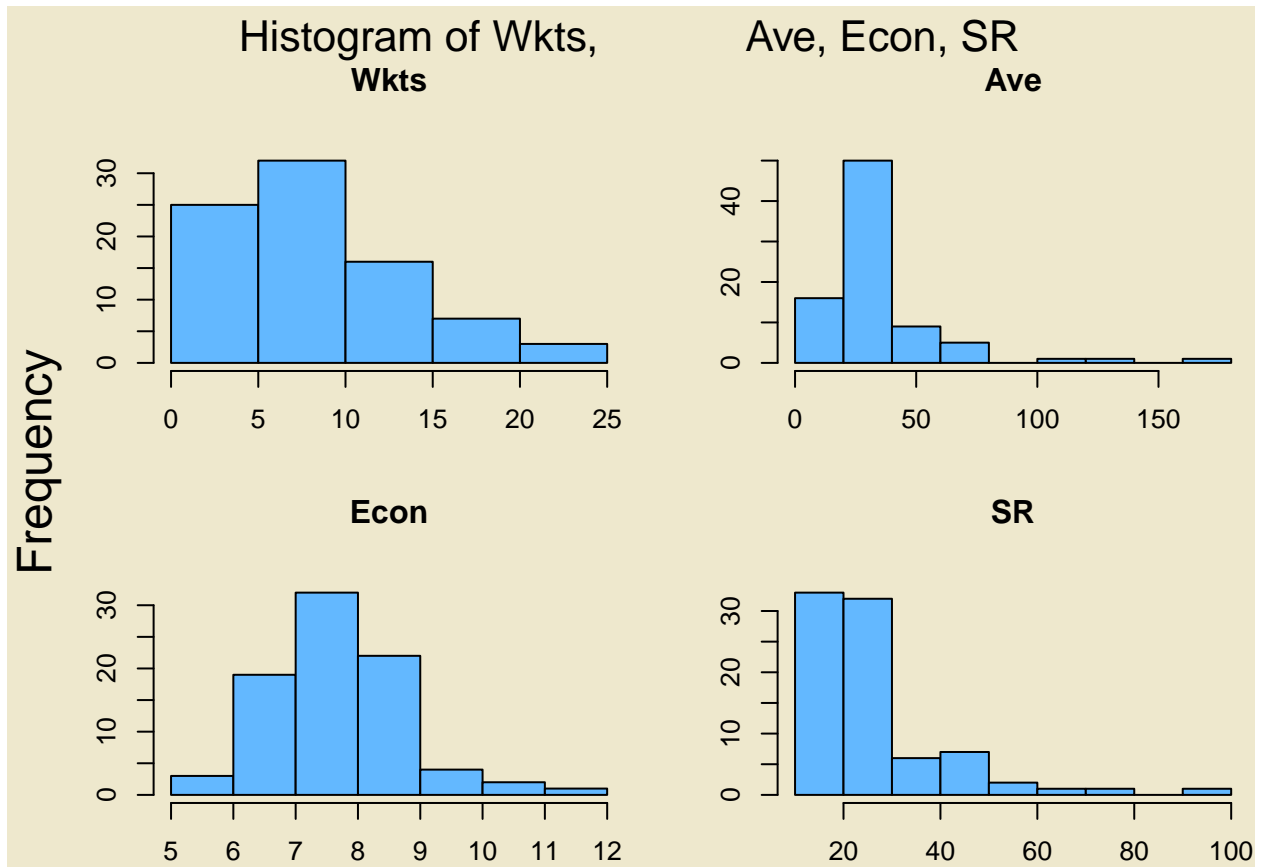 Histogram of Wkts, Ave, Econ, SR
Wkts
0 10 20 30
0 5 10 15 20 25
Ave
0 20 40
0 50 100 150
Frequency
Econ
0 10 20 30
5 6 7 8 9 10 11 12
SR
0 10 20 30
20 40 60 80 100